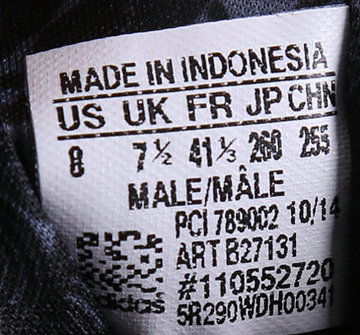 MADE IN INDONESIA
US UK FR JP CHN
8 7½ 41⅓ 260 255
MALE/MÂLE
PCI 789002 10/14
ART B27131
#110552720
adidas 5R290WDH00341